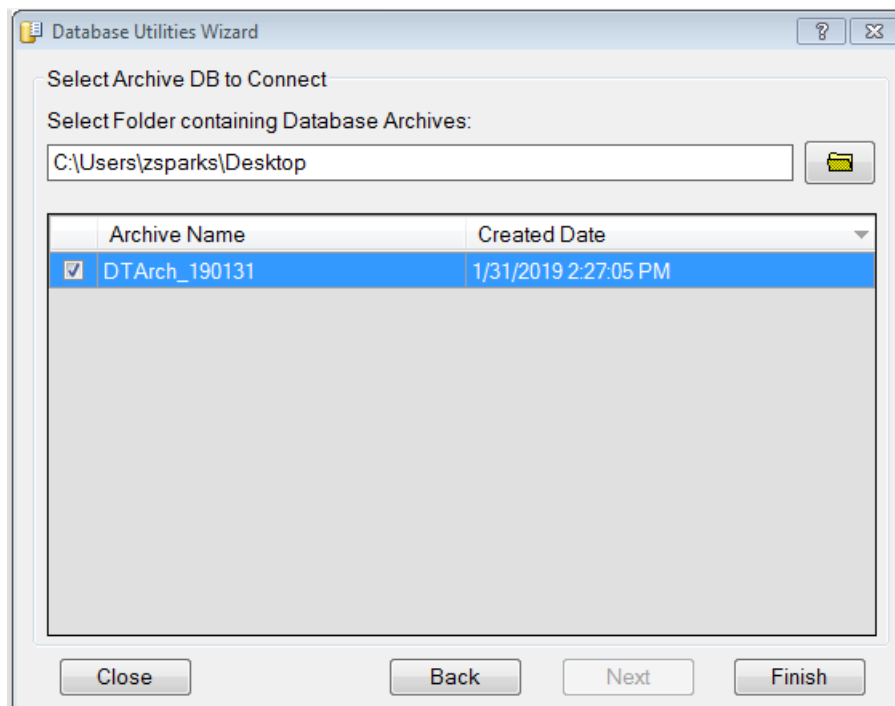 Database Utilities Wizard
Select Archive DB to Connect
Select Folder containing Database Archives:
C:\Users\zsparks\Desktop
Archive Name Created Date
DTArch_190131 1/31/2019 2:27:05 PM
Close Back Next Finish